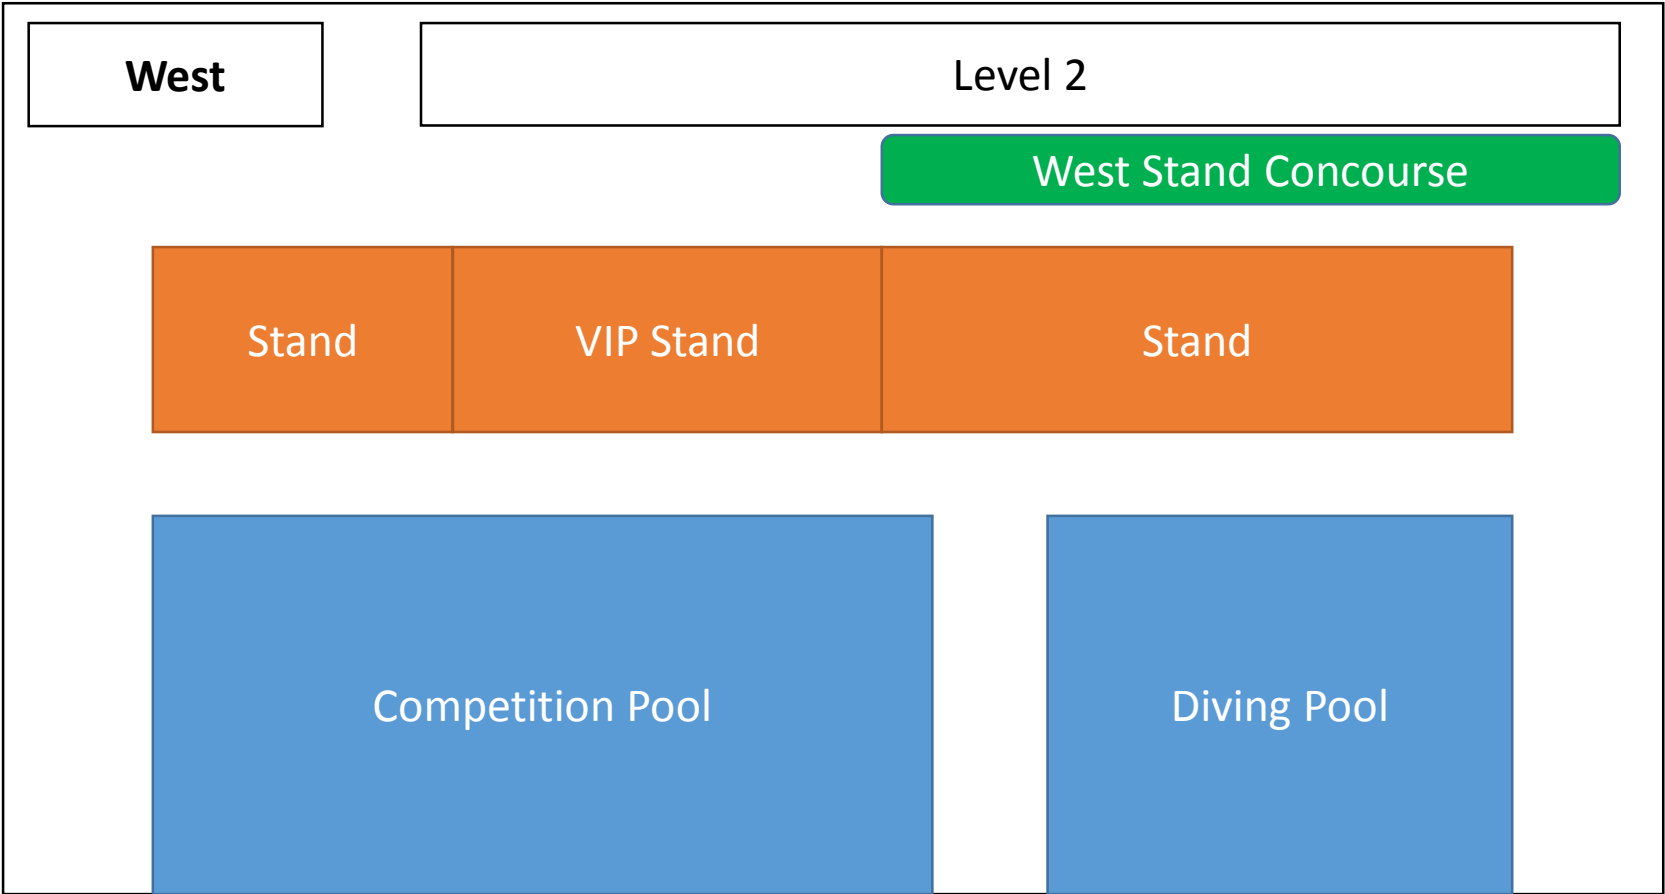 West
Level 2
West Stand Concourse
Stand
VIP Stand
Stand
Competition Pool
Diving Pool